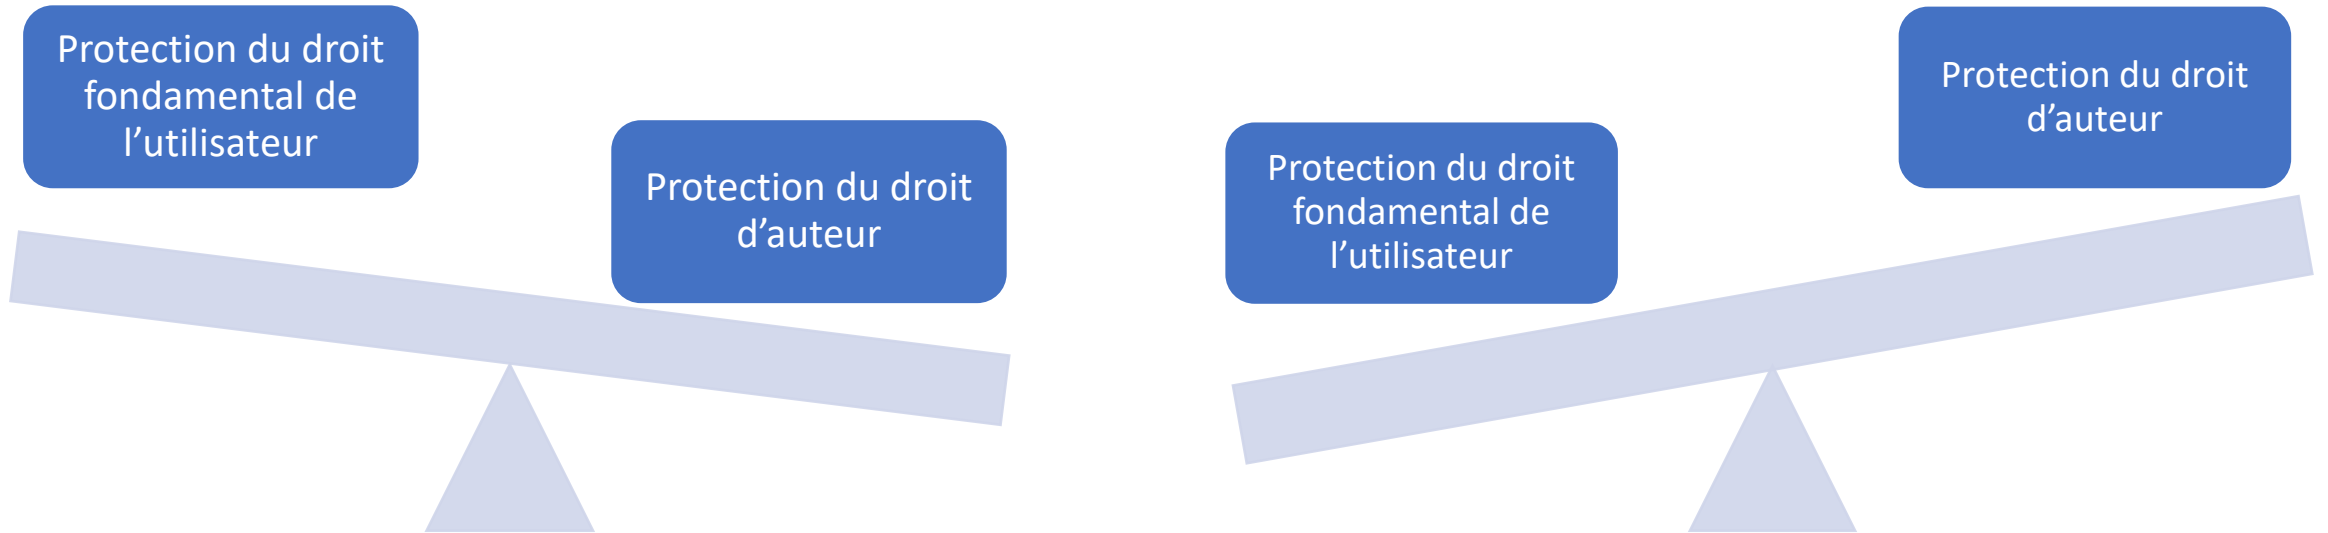 Protection du droit
fondamental de
l’utilisateur
Protection du droit
d’auteur
Protection du droit
fondamental de
l’utilisateur
Protection du droit
d’auteur